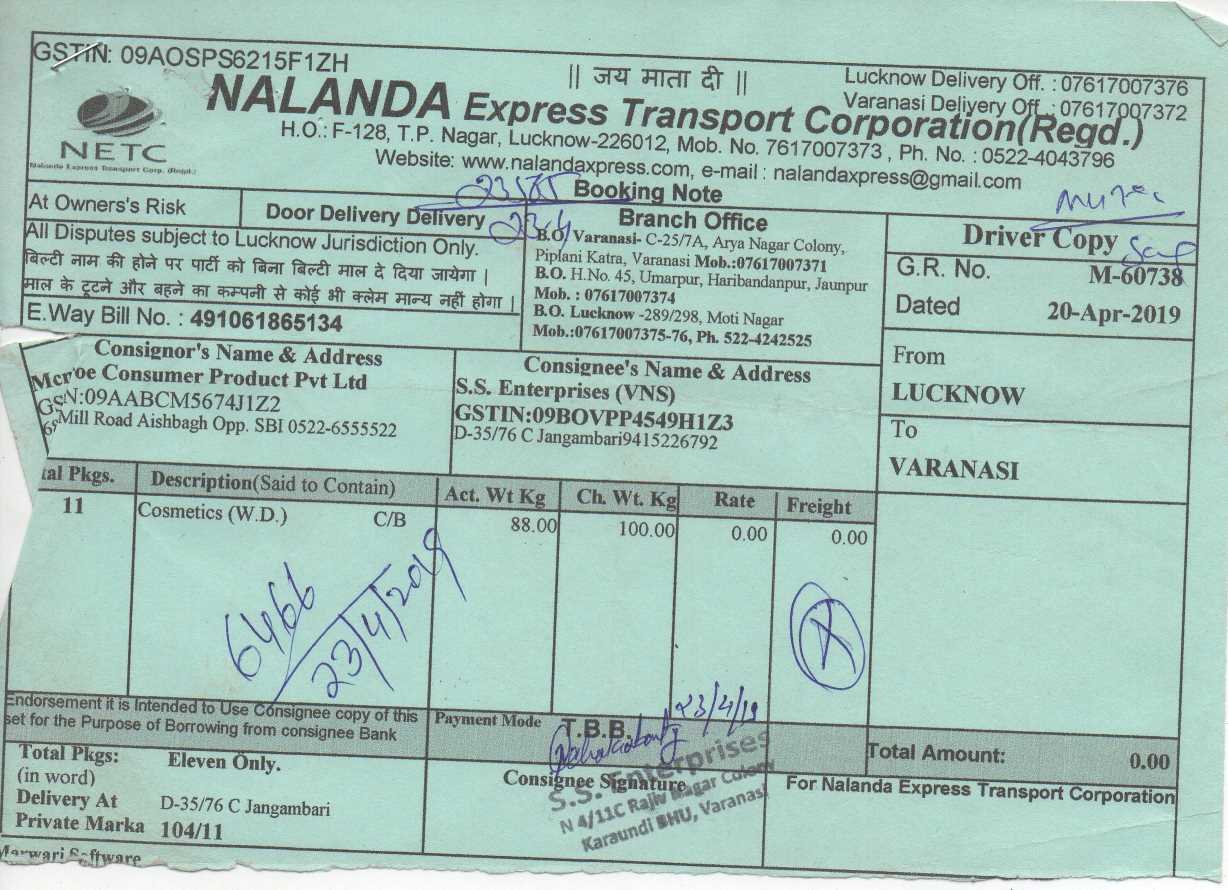 GSTIN: 09AOSPS6215F1ZH
|| जय माता दी ||
Lucknow Delivery Off. : 07617007376
Varanasi Delivery Off. : 07617007372
NALANDA Express Transport Corporation(Regd.)
NETC
Nalanda Express Transport Corp. (Regd.)
H.O.: F-128, T.P. Nagar, Lucknow-226012, Mob. No. 7617007373 , Ph. No. : 0522-4043796
Website: www.nalandaxpress.com, e-mail : nalandaxpress@gmail.com
Booking Note
At Owners's Risk
Door Delivery Delivery
23.4
All Disputes subject to Lucknow Jurisdiction Only.
बिल्टी नाम की होने पर पार्टी को बिना बिल्टी माल दे दिया जायेगा |
माल के टूटने और बहने का कम्पनी से कोई भी क्लेम मान्य नहीं होगा |
E.Way Bill No. : 491061865134
Branch Office
B.O. Varanasi- C-25/7A, Arya Nagar Colony,
Piplani Katra, Varanasi Mob.:07617007371
B.O. H.No. 45, Umarpur, Haribandanpur, Jaunpur
Mob. : 07617007374
B.O. Lucknow -289/298, Moti Nagar
Mob.:07617007375-76, Ph. 522-4242525
Driver Copy
G.R. No. M-60738
Dated 20-Apr-2019
From
LUCKNOW
To
VARANASI
Consignor's Name & Address
Mcroe Consumer Product Pvt Ltd
GSN:09AABCM5674J1Z2
Mill Road Aishbagh Opp. SBI 0522-6555522
Consignee's Name & Address
S.S. Enterprises (VNS)
GSTIN:09BOVPP4549H1Z3
D-35/76 C Jangambari9415226792
tal Pkgs. Description(Said to Contain) Act. Wt Kg Ch. Wt. Kg Rate Freight
11 Cosmetics (W.D.) C/B 88.00 100.00 0.00 0.00
6466
23/4/2019
Endorsement it is Intended to Use Consignee copy of this
set for the Purpose of Borrowing from consignee Bank
Payment Mode T.B.B.
23/4/19
Total Amount: 0.00
Total Pkgs: Eleven Only.
(in word)
Delivery At D-35/76 C Jangambari
Private Marka 104/11
Consignee Signature
S.S. Enterprises
N 4/11C Rajiv Nagar Colony
Karaundi BHU, Varanasi
For Nalanda Express Transport Corporation
Marwari Software